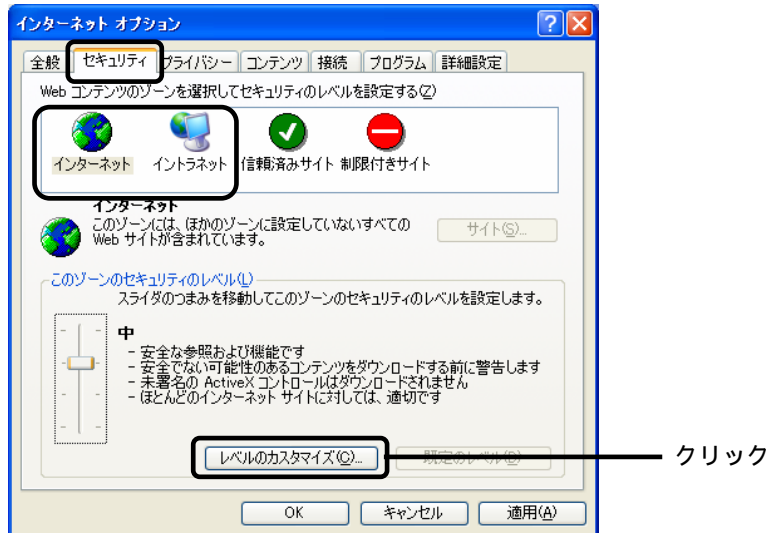 インターネット オプション
全般 セキュリティ プライバシー コンテンツ 接続 プログラム 詳細設定
Web コンテンツのゾーンを選択してセキュリティのレベルを設定する(Z)
インターネット イントラネット 信頼済みサイト 制限付きサイト
インターネット
このゾーンには、ほかのゾーンに設定していないすべての
Web サイトが含まれています。
サイト(S)...
このゾーンのセキュリティのレベル(L)
スライダのつまみを移動してこのゾーンのセキュリティのレベルを設定します。
中
- 安全な参照および機能です
- 安全でない可能性のあるコンテンツをダウンロードする前に警告します
- 未署名の ActiveX コントロールはダウンロードされません
- ほとんどのインターネット サイトに対しては、適切です
レベルのカスタマイズ(C)... 既定のレベル(D)
クリック
OK キャンセル 適用(A)